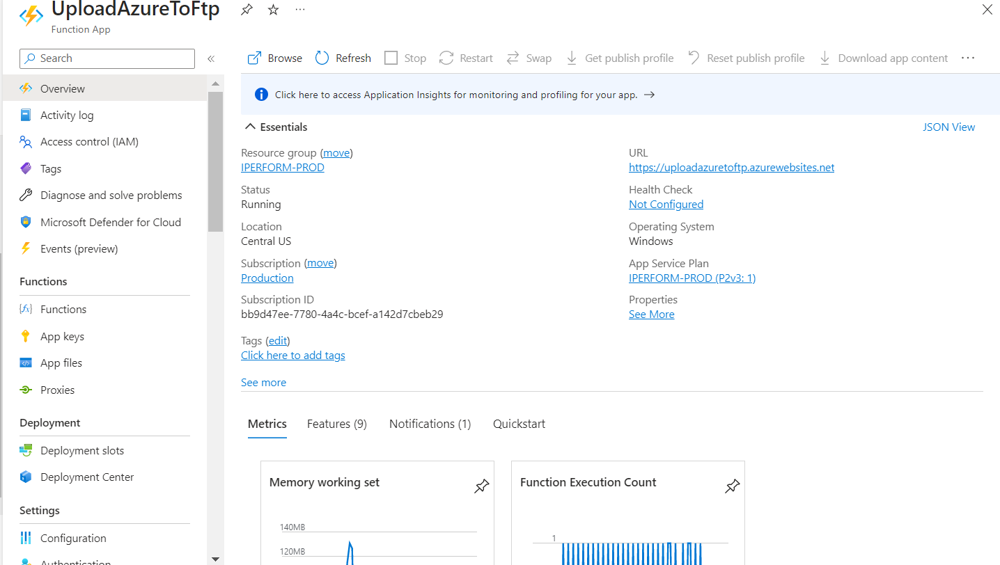 UploadAzureToFtp
Function App
Search
Browse Refresh Stop Restart Swap Get publish profile Reset publish profile Download app content
Overview
Activity log
Access control (IAM)
Tags
Diagnose and solve problems
Microsoft Defender for Cloud
Events (preview)
Functions
Functions
App keys
App files
Proxies
Deployment
Deployment slots
Deployment Center
Settings
Configuration
Authentication
Click here to access Application Insights for monitoring and profiling for your app. →
Essentials
JSON View
Resource group (move)
IPERFORM-PROD
Status
Running
Location
Central US
Subscription (move)
Production
Subscription ID
bb9d47ee-7780-4a4c-bcef-a142d7cbeb29
Tags (edit)
Click here to add tags
See more
URL
https://uploadazuretoftp.azurewebsites.net
Health Check
Not Configured
Operating System
Windows
App Service Plan
IPERFORM-PROD (P2v3: 1)
Properties
See More
Metrics Features (9) Notifications (1) Quickstart
Memory working set
140MB
120MB
Function Execution Count
1